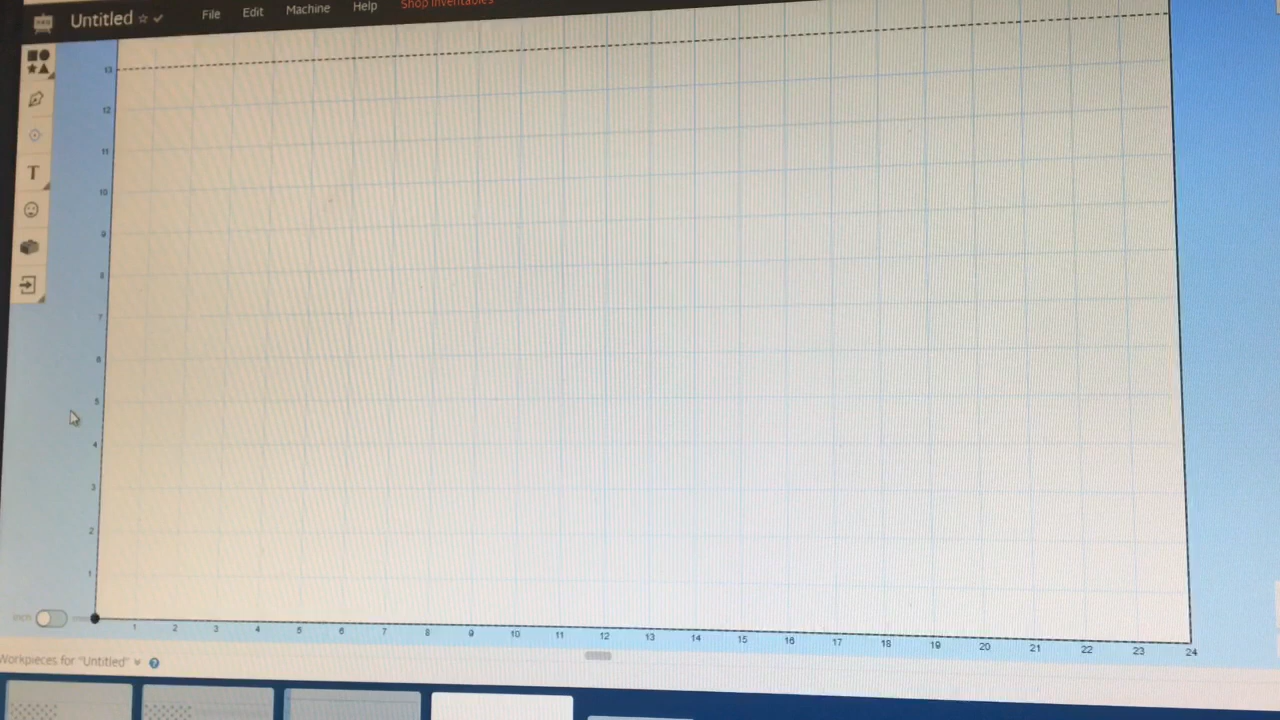 Untitled
File Edit Machine Help Shop Inventables
13
12
11
10
9
8
T
7
6
5
4
3
2
1
1 2 3 4 5 6 7 8 9 10 11 12 13 14 15 16 17 18 19 20 21 22 23 24
Workpieces for "Untitled" ?